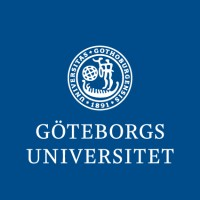 UNIVERSITAS · GOTHOBURGENSIS
· 1891 ·
GÖTEBORGS
UNIVERSITET